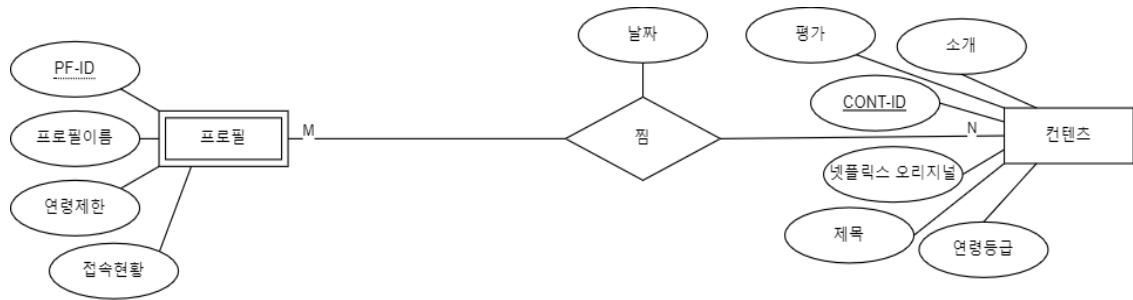 날짜
평가
소개
PF-ID
CONT-ID
프로필이름
프로필
M
찜
N
컨텐츠
넷플릭스 오리지널
연령제한
제목
연령등급
접속현황